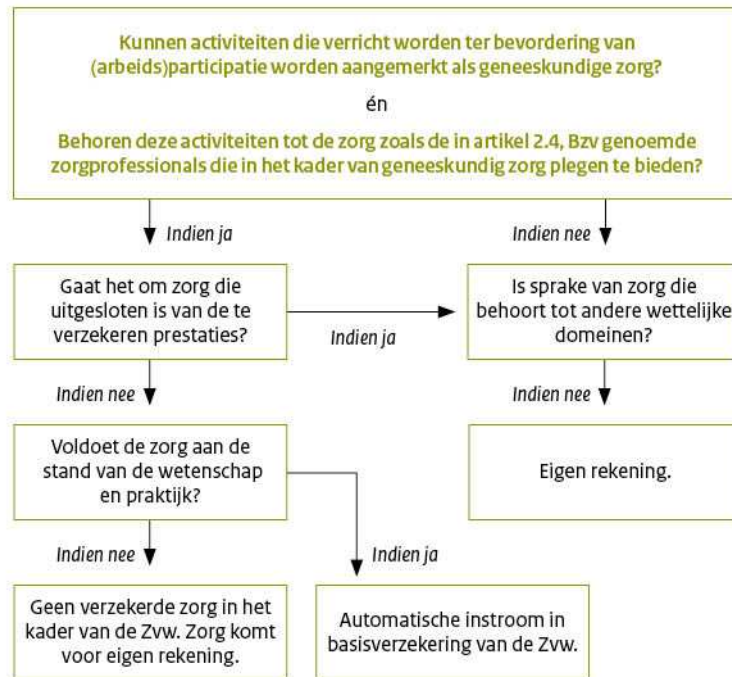 Kunnen activiteiten die verricht worden ter bevordering van
(arbeids)participatie worden aangemerkt als geneeskundige zorg?
én
Behoren deze activiteiten tot de zorg zoals de in artikel 2.4, Bzv genoemde
zorgprofessionals die in het kader van geneeskundig zorg plegen te bieden?
Indien ja
Indien nee
Gaat het om zorg die
uitgesloten is van de te
verzekeren prestaties?
Indien ja
Is sprake van zorg die
behoort tot andere wettelijke
domeinen?
Indien nee
Indien nee
Voldoet de zorg aan de
stand van de wetenschap
en praktijk?
Eigen rekening.
Indien nee
Indien ja
Geen verzekerde zorg in het
kader van de Zvw. Zorg komt
voor eigen rekening.
Automatische instroom in
basisverzekering van de Zvw.